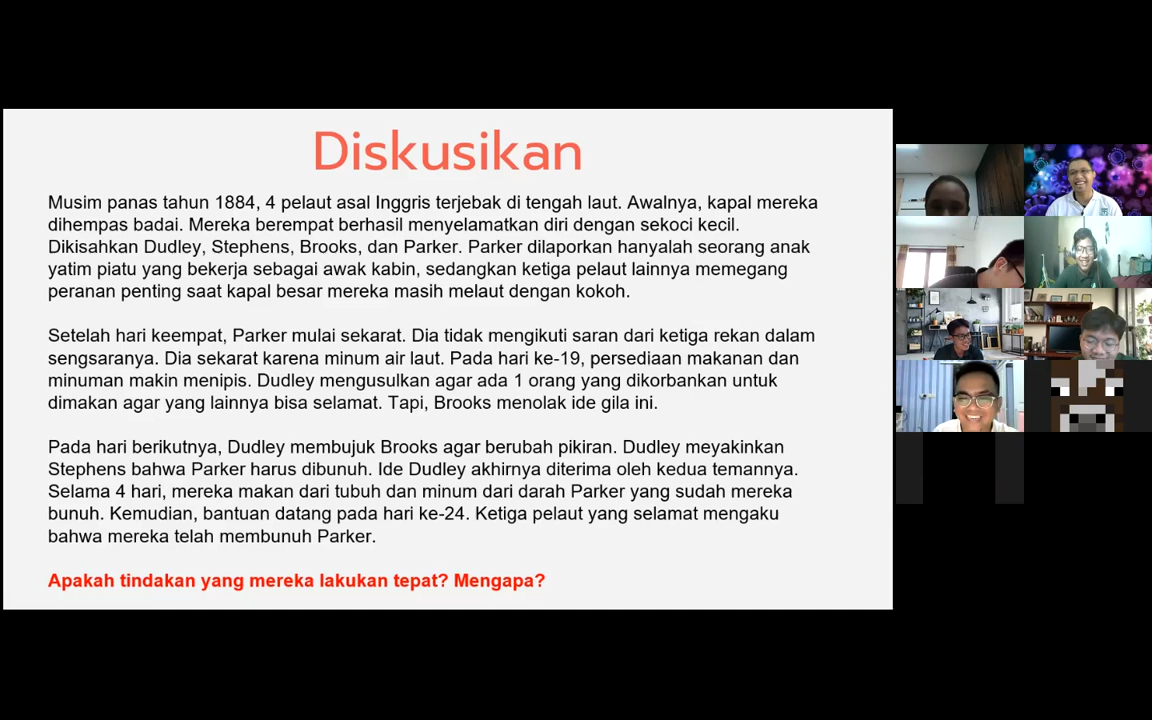 Diskusikan
Musim panas tahun 1884, 4 pelaut asal Inggris terjebak di tengah laut. Awalnya, kapal mereka
dihempas badai. Mereka berempat berhasil menyelamatkan diri dengan sekoci kecil.
Dikisahkan Dudley, Stephens, Brooks, dan Parker. Parker dilaporkan hanyalah seorang anak
yatim piatu yang bekerja sebagai awak kabin, sedangkan ketiga pelaut lainnya memegang
peranan penting saat kapal besar mereka masih melaut dengan kokoh.
Setelah hari keempat, Parker mulai sekarat. Dia tidak mengikuti saran dari ketiga rekan dalam
sengsaranya. Dia sekarat karena minum air laut. Pada hari ke-19, persediaan makanan dan
minuman makin menipis. Dudley mengusulkan agar ada 1 orang yang dikorbankan untuk
dimakan agar yang lainnya bisa selamat. Tapi, Brooks menolak ide gila ini.
Pada hari berikutnya, Dudley membujuk Brooks agar berubah pikiran. Dudley meyakinkan
Stephens bahwa Parker harus dibunuh. Ide Dudley akhirnya diterima oleh kedua temannya.
Selama 4 hari, mereka makan dari tubuh dan minum dari darah Parker yang sudah mereka
bunuh. Kemudian, bantuan datang pada hari ke-24. Ketiga pelaut yang selamat mengaku
bahwa mereka telah membunuh Parker.
Apakah tindakan yang mereka lakukan tepat? Mengapa?